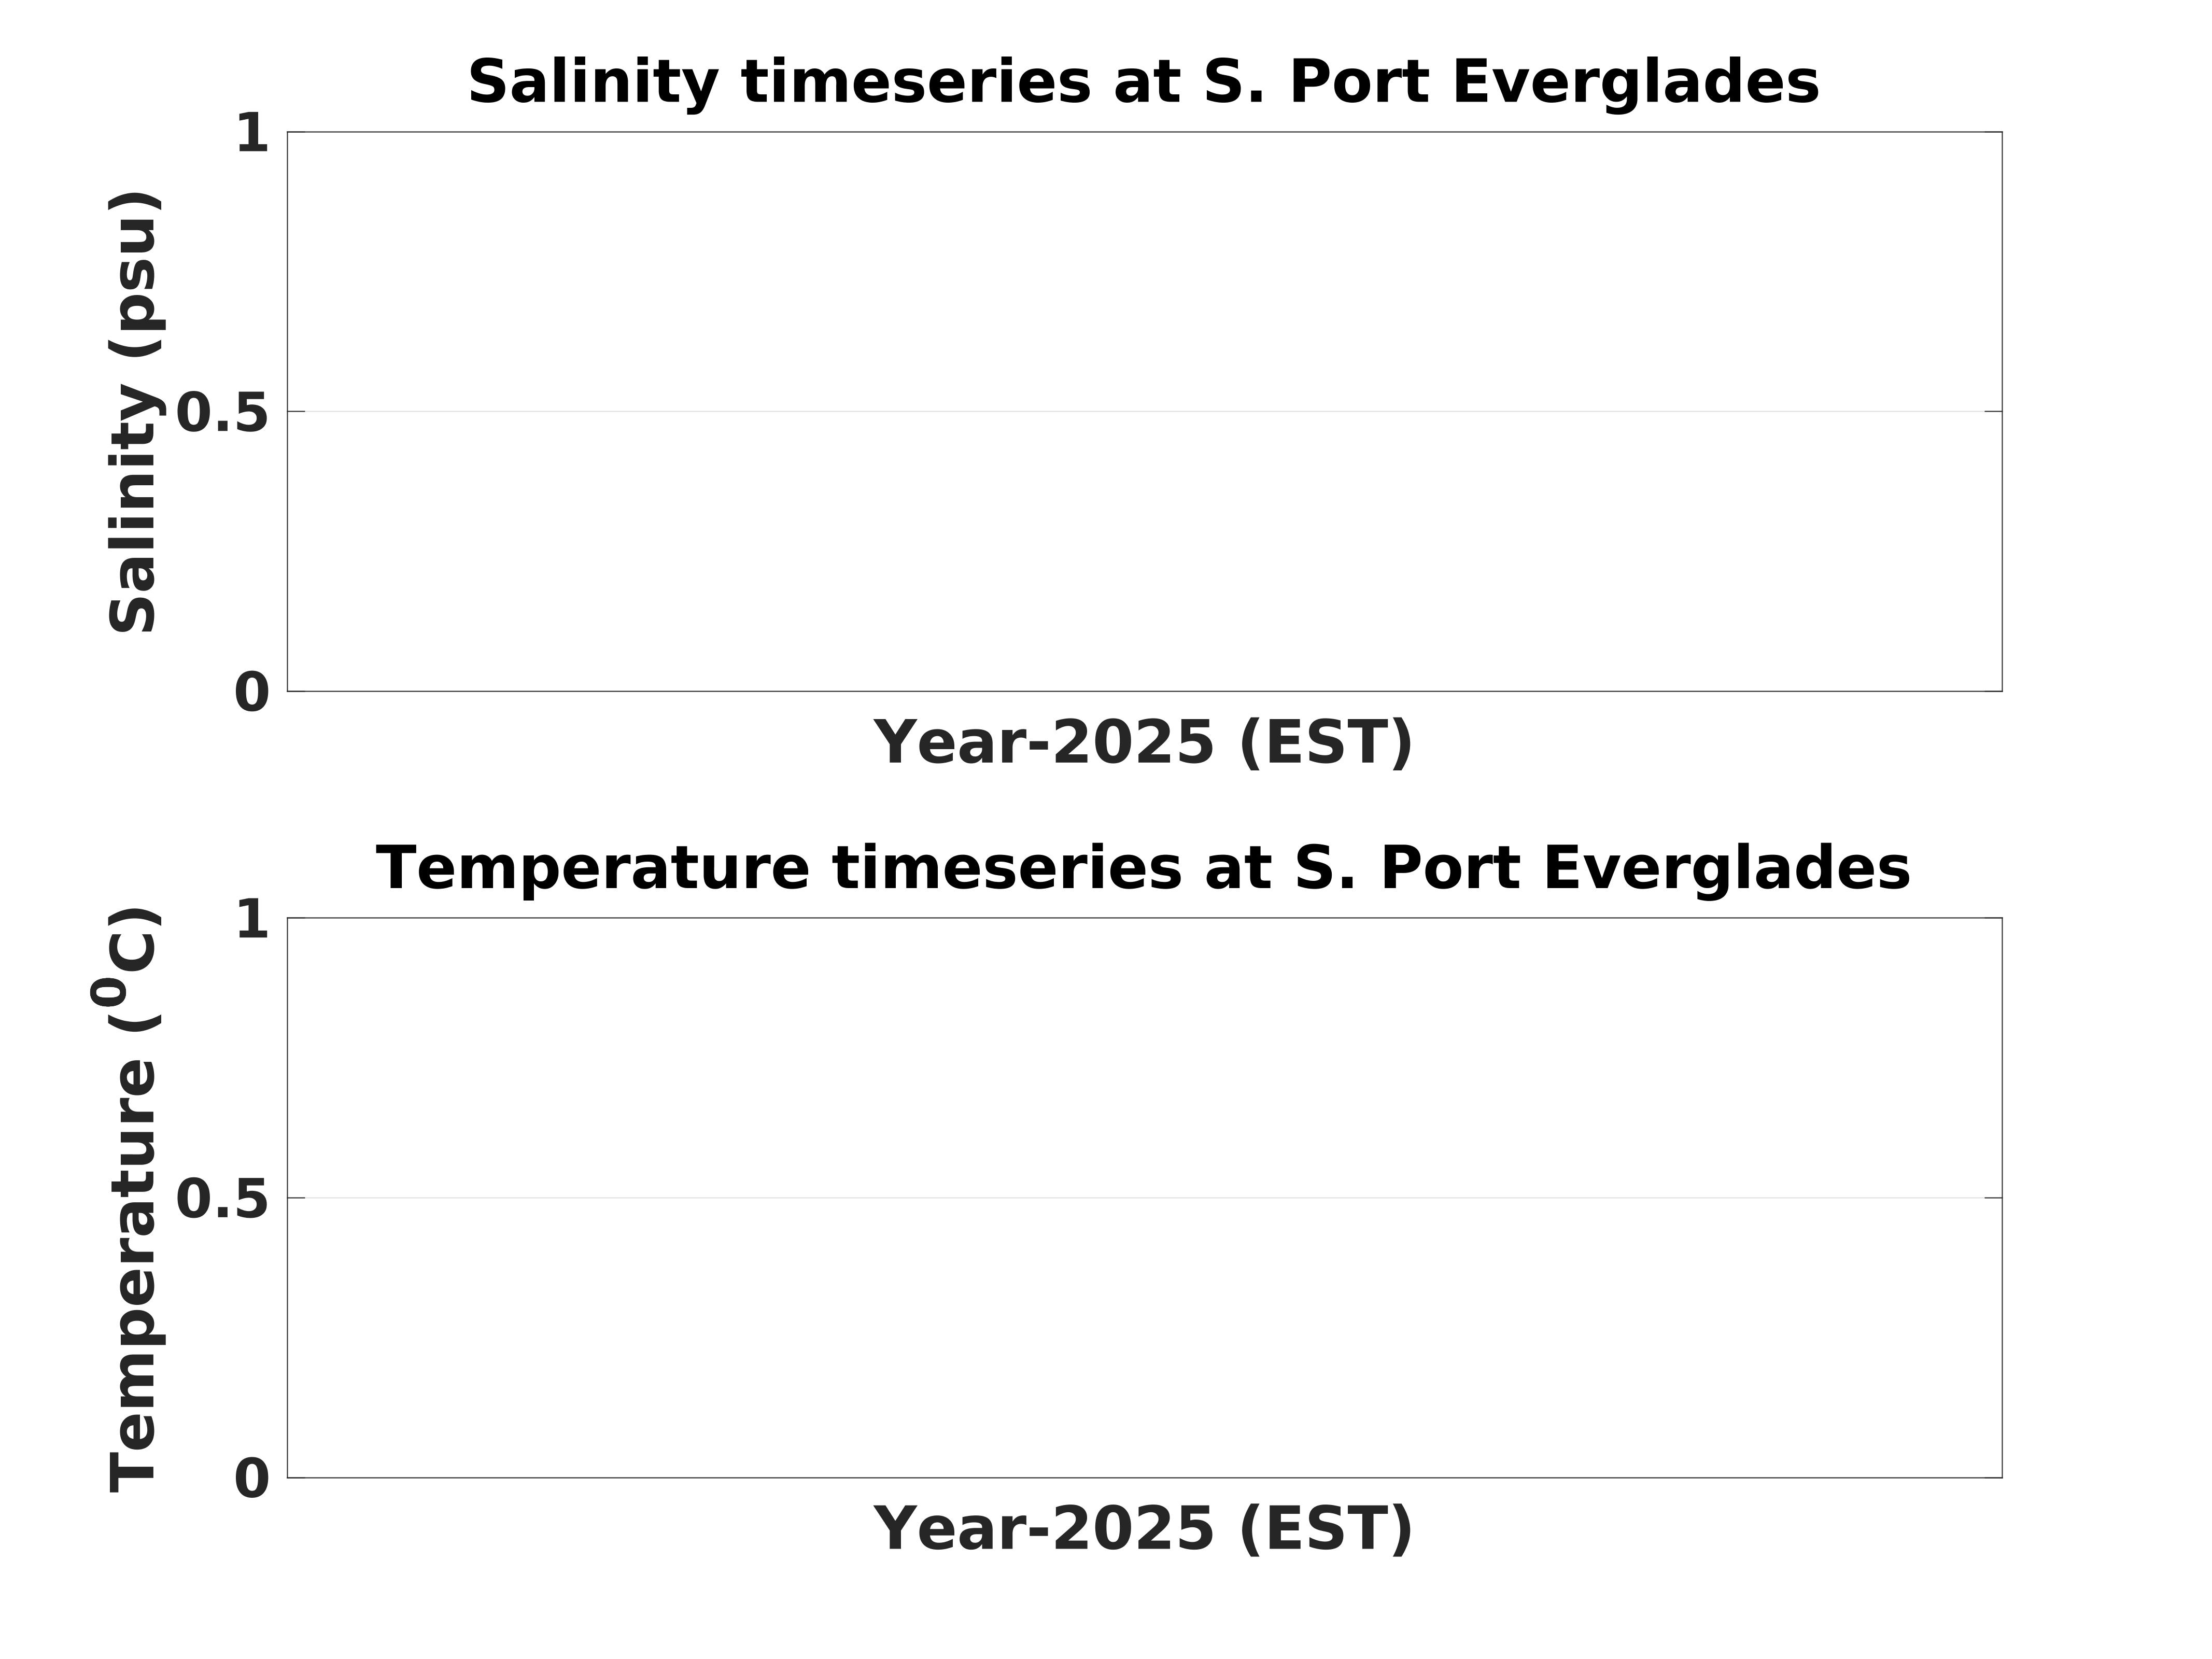 Salinity timeseries at S. Port Everglades
1
0.5
0
Salinity (psu)
Year-2025 (EST)
Temperature timeseries at S. Port Everglades
1
0.5
0
Temperature (⁰C)
Year-2025 (EST)